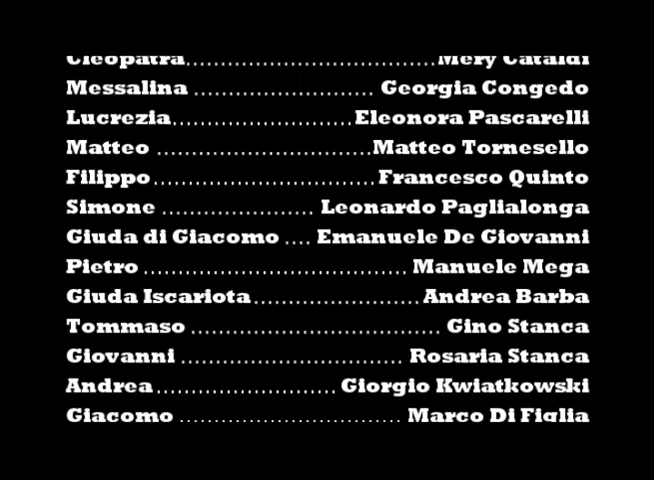 Cleopatra..................................Mery Cataldi
Messalina ......................... Georgia Congedo
Lucrezia.........................Eleonora Pascarelli
Matteo ..............................Matteo Tornesello
Filippo...............................Francesco Quinto
Simone ..................... Leonardo Paglialonga
Giuda di Giacomo .... Emanuele De Giovanni
Pietro ..................................... Manuele Mega
Giuda Iscariota.......................Andrea Barba
Tommaso ................................... Gino Stanca
Giovanni ............................... Rosaria Stanca
Andrea......................... Giorgio Kwiatkowski
Giacomo ............................... Marco Di Figlia